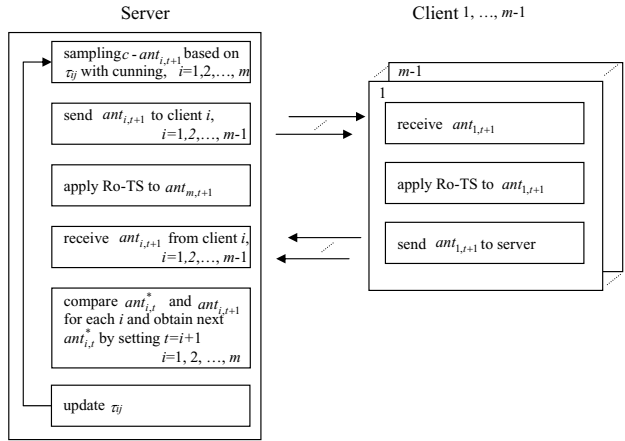 Server
Client 1, ..., m-1
sampling c - ant_{i,t+1} based on
τ_{ij} with cunning, i=1,2,..., m
send ant_{i,t+1} to client i,
i=1,2,..., m-1
apply Ro-TS to ant_{m,t+1}
receive ant_{i,t+1} from client i,
i=1,2,..., m-1
compare ant^*_{i,t} and ant_{i,t+1}
for each i and obtain next
ant^*_{i,t} by setting t=i+1
i=1, 2, ..., m
update τ_{ij}
m-1
1
receive ant_{1,t+1}
apply Ro-TS to ant_{1,t+1}
send ant_{1,t+1} to server